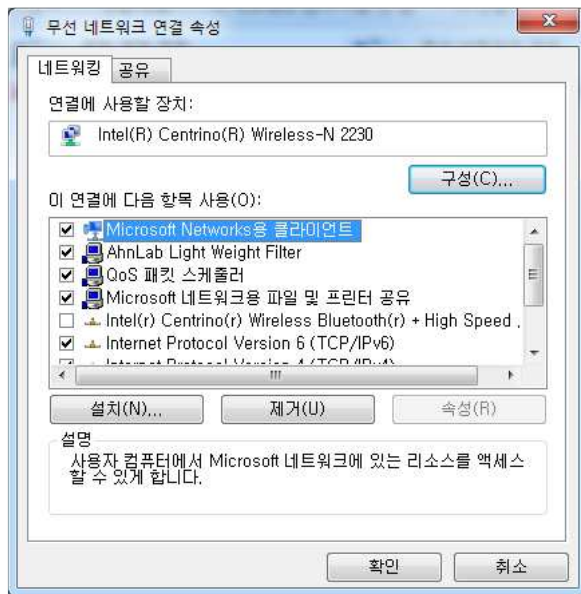 무선 네트워크 연결 속성
네트워킹 공유
연결에 사용할 장치:
Intel(R) Centrino(R) Wireless-N 2230
구성(C)...
이 연결에 다음 항목 사용(O):
Microsoft Networks용 클라이언트
AhnLab Light Weight Filter
QoS 패킷 스케줄러
Microsoft 네트워크용 파일 및 프린터 공유
Intel(r) Centrino(r) Wireless Bluetooth(r) + High Speed
Internet Protocol Version 6 (TCP/IPv6)
Internet Protocol Version 4 (TCP/IPv4)
설치(N)... 제거(U) 속성(R)
설명
사용자 컴퓨터에서 Microsoft 네트워크에 있는 리소스를 액세스
할 수 있게 합니다.
확인 취소